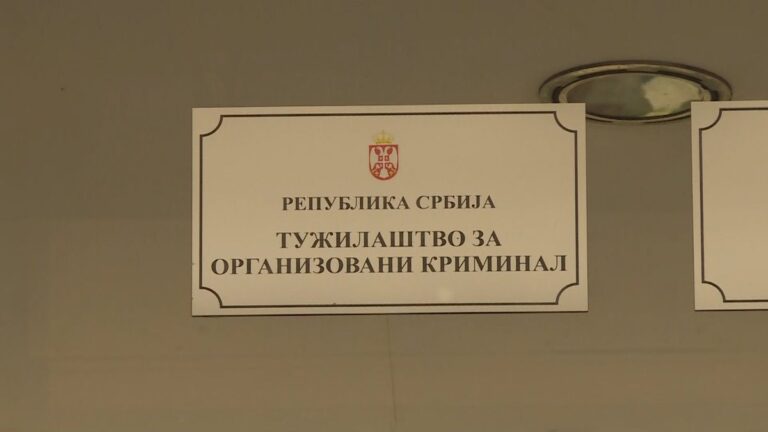 РЕПУБЛИКА СРБИЈА
ТУЖИЛАШТВО ЗА
ОРГАНИЗОВАНИ КРИМИНАЛ